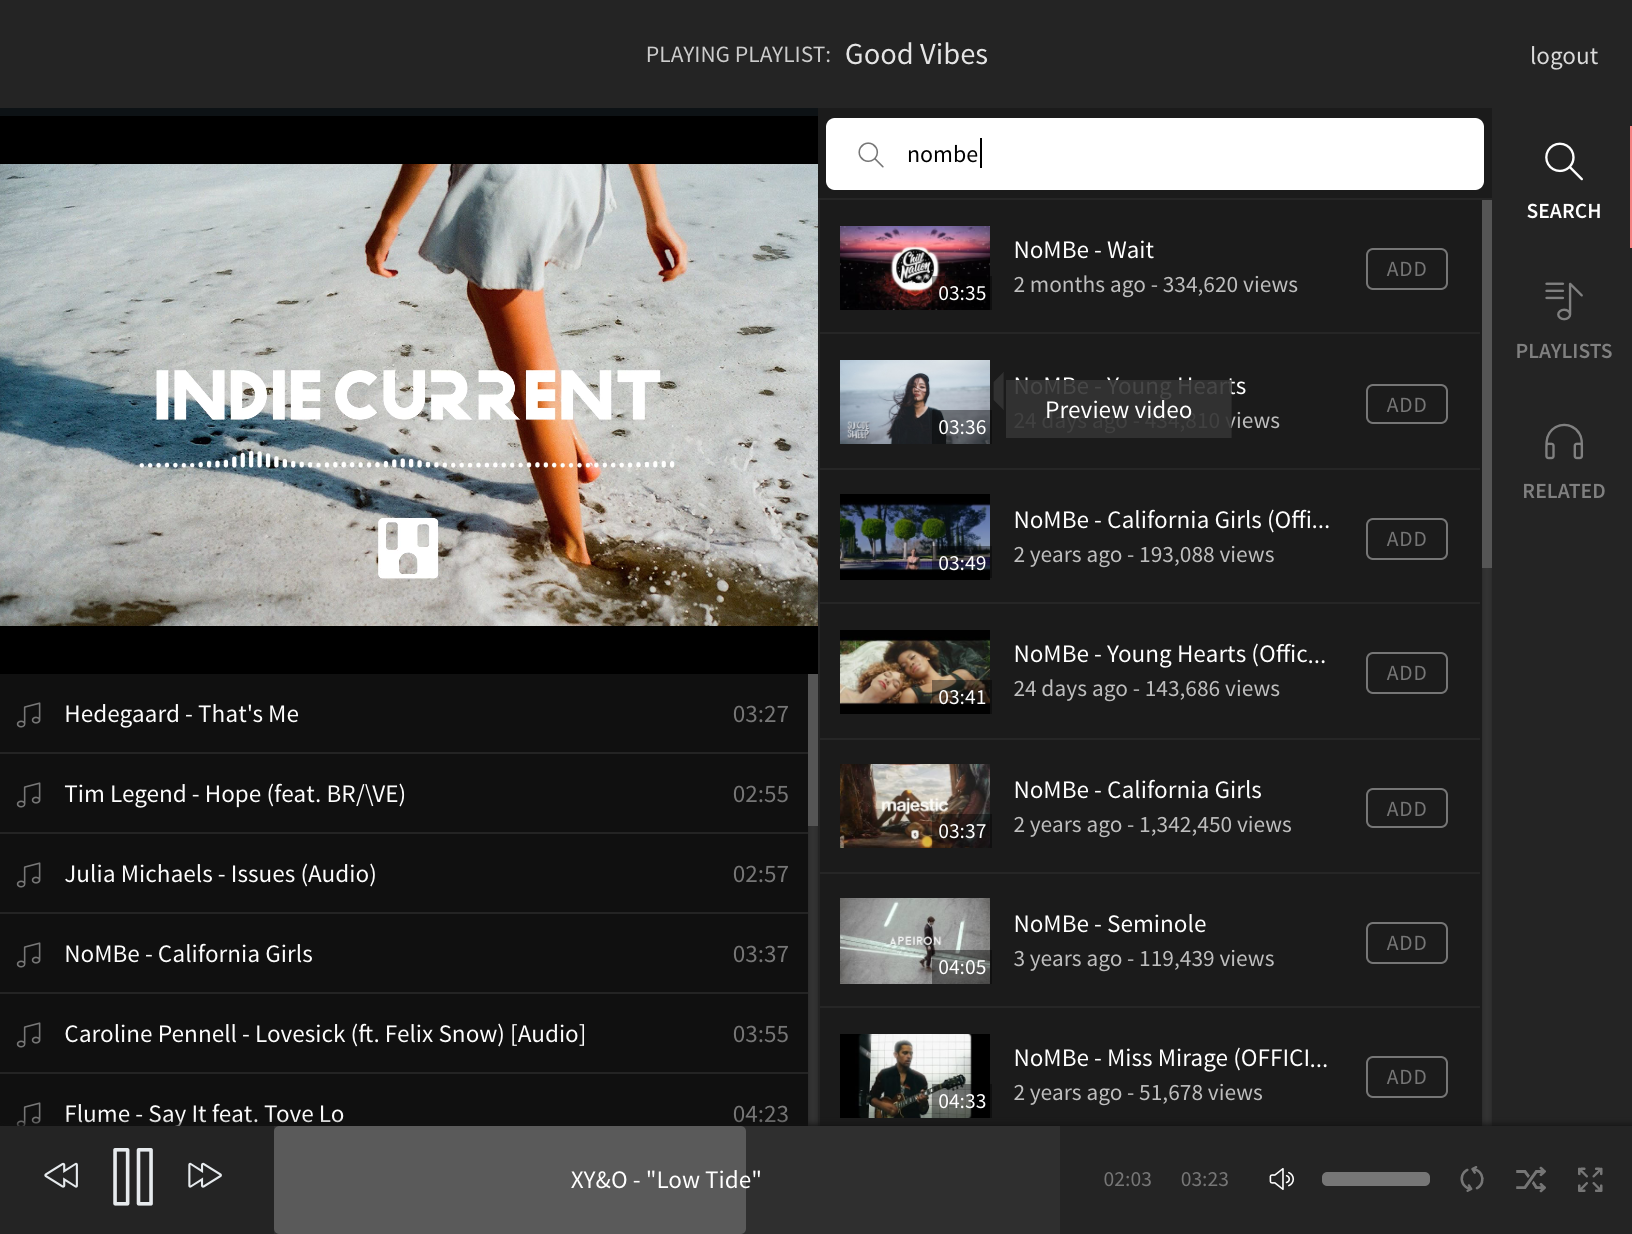 PLAYING PLAYLIST: Good Vibes
logout
INDIE CURRENT
Hedegaard - That's Me 03:27
Tim Legend - Hope (feat. BR/\VE) 02:55
Julia Michaels - Issues (Audio) 02:57
NoMBe - California Girls 03:37
Caroline Pennell - Lovesick (ft. Felix Snow) [Audio] 03:55
Flume - Say It feat. Tove Lo 04:23
nombe
Chill Nation
03:35
NoMBe - Wait
2 months ago - 334,620 views
ADD
SUICIDE SHEEP
03:36
NoMBe - Young Hearts
24 days ago - 434,810 views
Preview video
ADD
03:49
NoMBe - California Girls (Offi...
2 years ago - 193,088 views
ADD
03:41
NoMBe - Young Hearts (Offic...
24 days ago - 143,686 views
ADD
majestic
03:37
NoMBe - California Girls
2 years ago - 1,342,450 views
ADD
APEIRON
04:05
NoMBe - Seminole
3 years ago - 119,439 views
ADD
04:33
NoMBe - Miss Mirage (OFFICI...
2 years ago - 51,678 views
ADD
SEARCH
PLAYLISTS
RELATED
XY&O - "Low Tide"
02:03 03:23